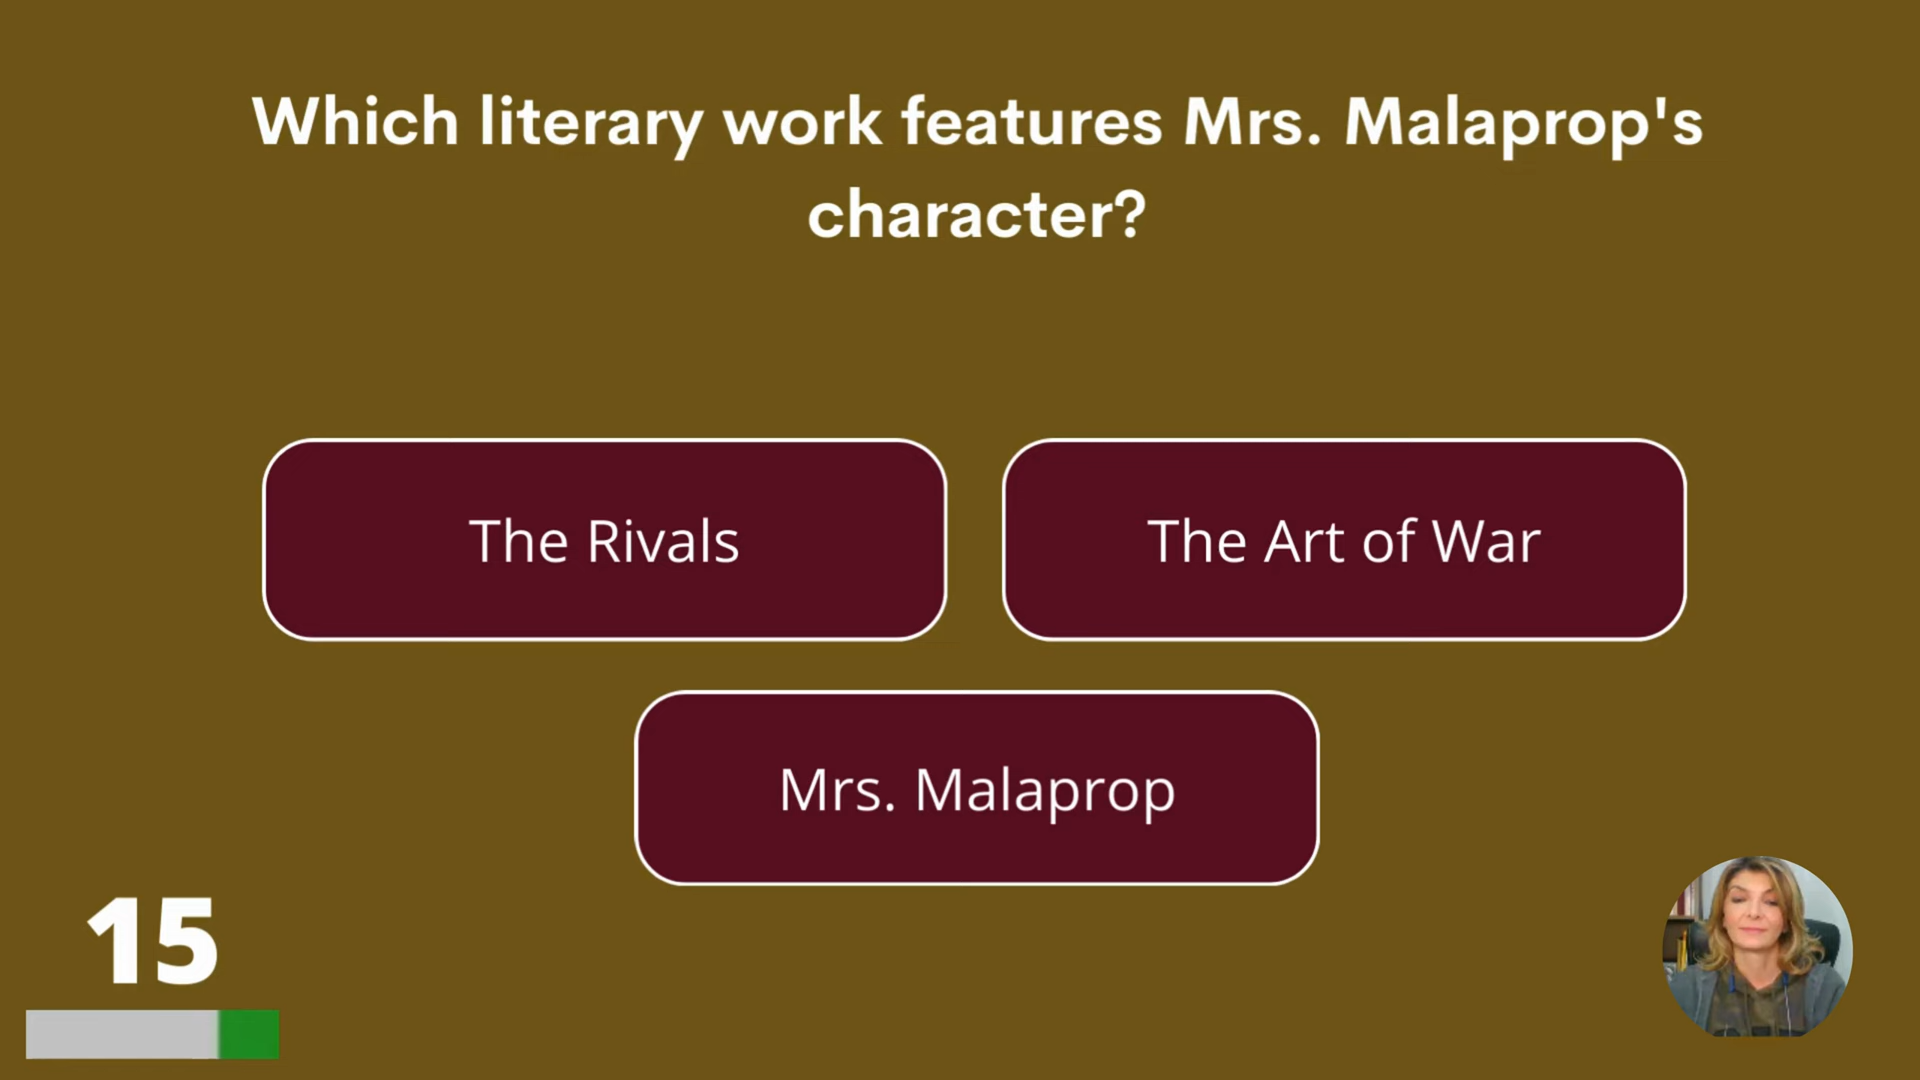 Which literary work features Mrs. Malaprop's
character?
The Rivals
The Art of War
Mrs. Malaprop
15